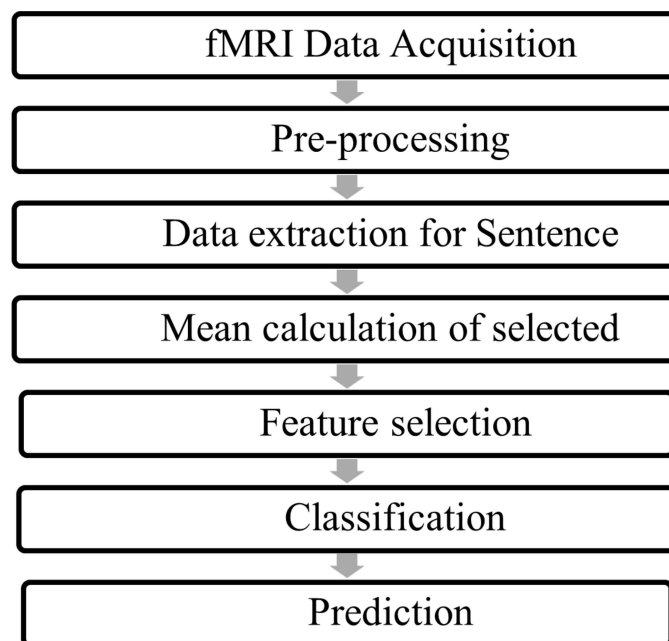 fMRI Data Acquisition
Pre-processing
Data extraction for Sentence
Mean calculation of selected
Feature selection
Classification
Prediction